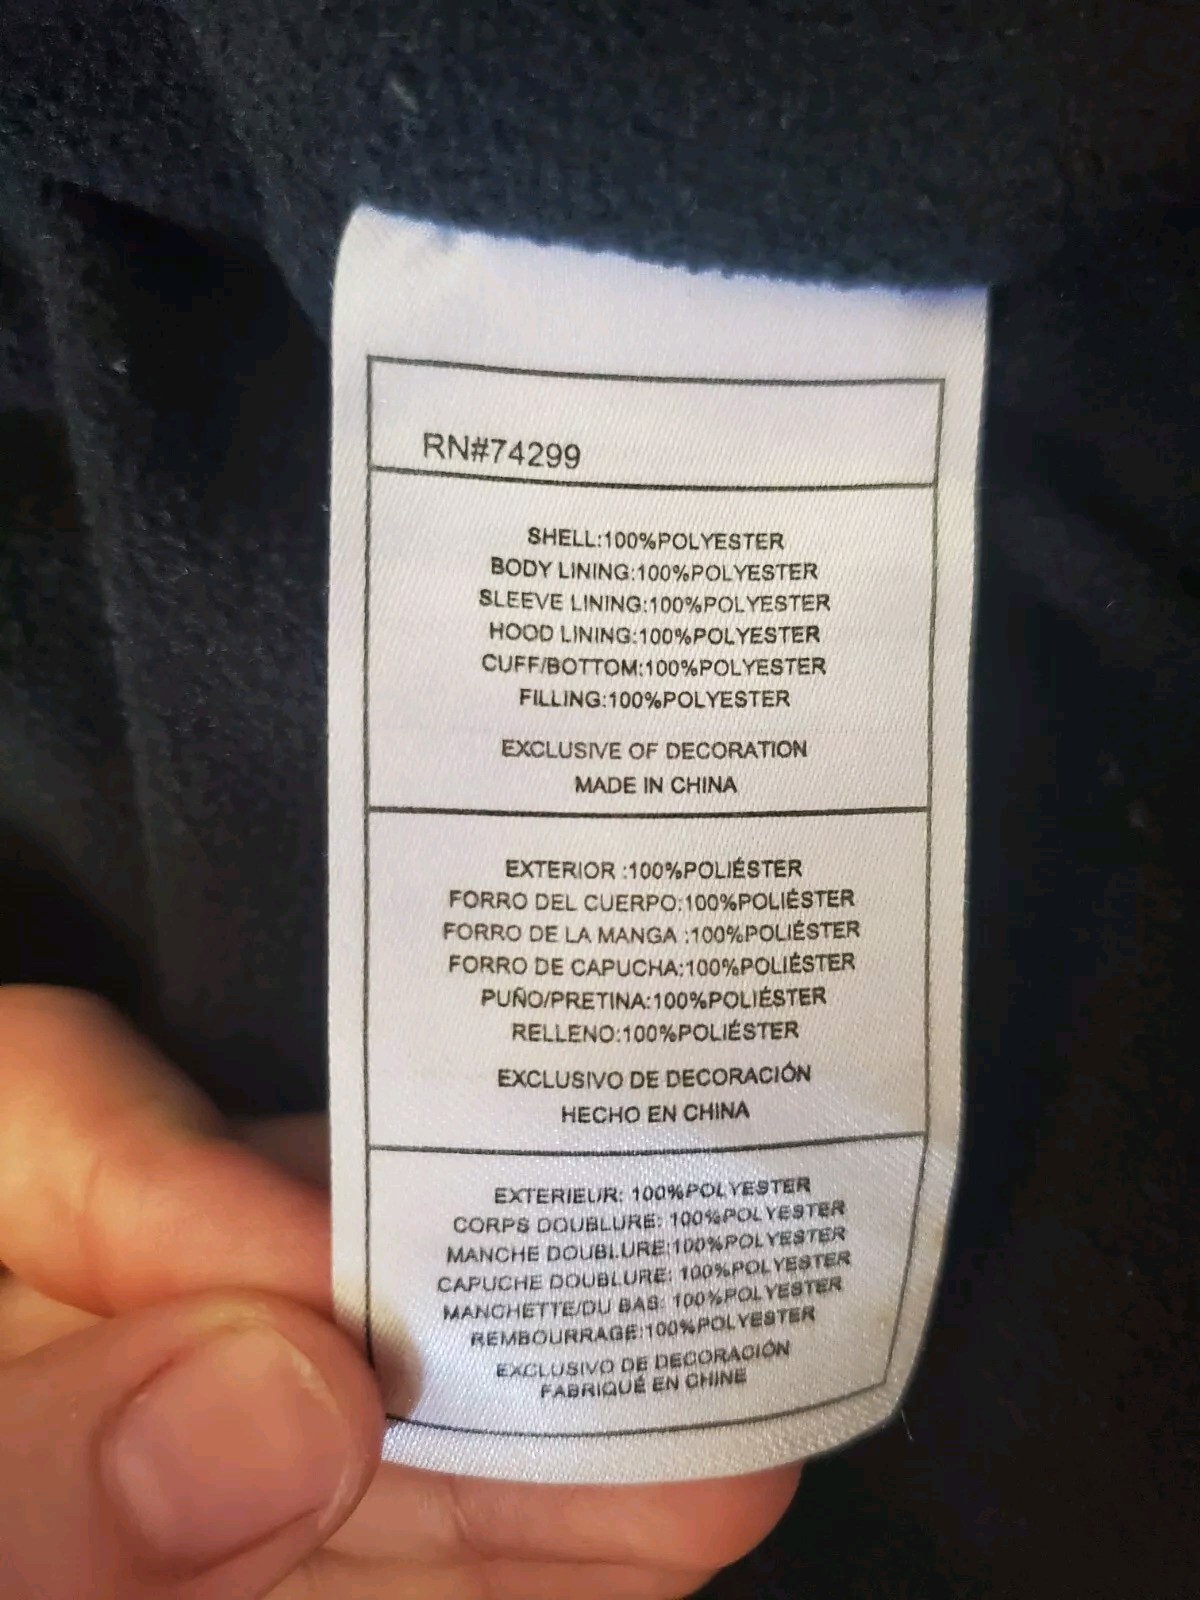 RN#74299
SHELL:100%POLYESTER
BODY LINING:100%POLYESTER
SLEEVE LINING:100%POLYESTER
HOOD LINING:100%POLYESTER
CUFF/BOTTOM:100%POLYESTER
FILLING:100%POLYESTER
EXCLUSIVE OF DECORATION
MADE IN CHINA
EXTERIOR :100%POLIÉSTER
FORRO DEL CUERPO:100%POLIÉSTER
FORRO DE LA MANGA :100%POLIÉSTER
FORRO DE CAPUCHA:100%POLIÉSTER
PUÑO/PRETINA:100%POLIÉSTER
RELLENO:100%POLIÉSTER
EXCLUSIVO DE DECORACIÓN
HECHO EN CHINA
EXTERIEUR: 100%POLYESTER
CORPS DOUBLURE: 100%POLYESTER
MANCHE DOUBLURE:100%POLYESTER
CAPUCHE DOUBLURE: 100%POLYESTER
MANCHETTE/DU BAS: 100%POLYESTER
REMBOURRAGE:100%POLYESTER
EXCLUSIVO DE DECORACIÓN
FABRIQUÉ EN CHINE